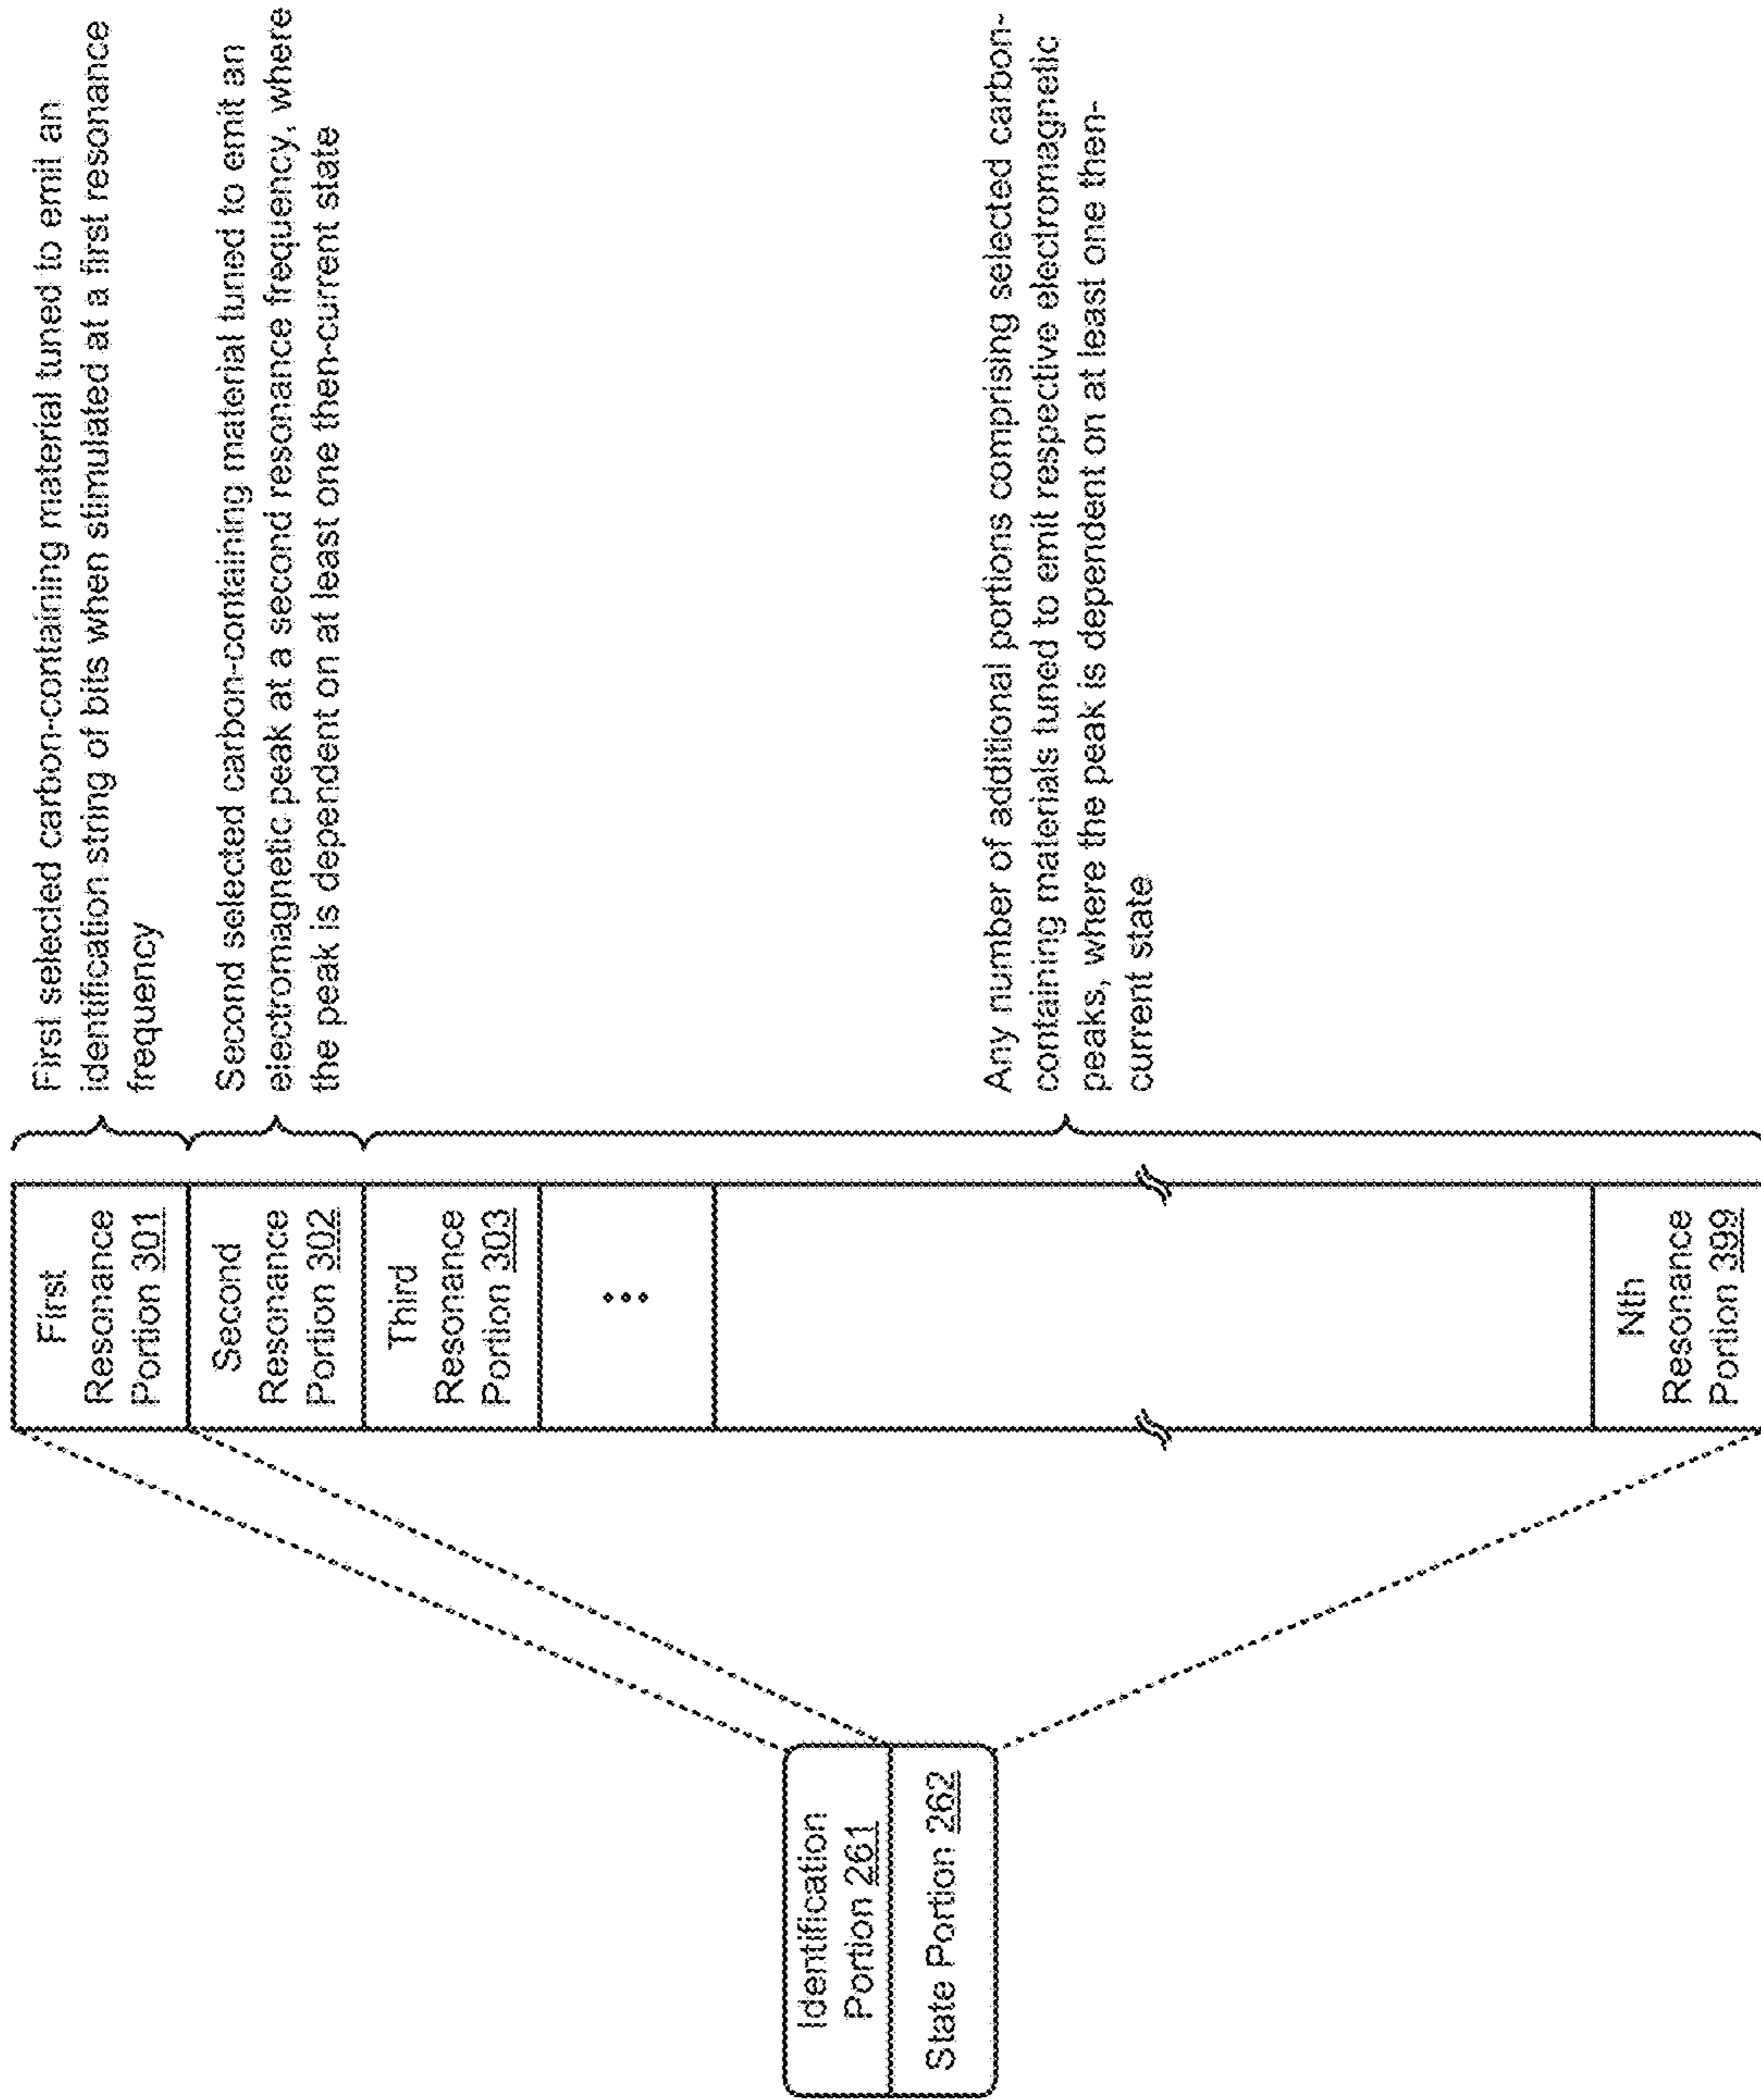 Identification
Portion 261
State Portion 262
First
Resonance
Portion 301
Second
Resonance
Portion 302
Third
Resonance
Portion 303
Nth
Resonance
Portion 399
First selected carbon-containing material tuned to emit an
identification string of bits when stimulated at a first resonance
frequency
Second selected carbon-containing material tuned to emit an
electromagnetic peak at a second resonance frequency, where
the peak is dependent on at least one then-current state
Any number of additional portions comprising selected carbon-
containing materials tuned to emit respective electromagnetic
peaks, where the peak is dependent on at least one then-
current state